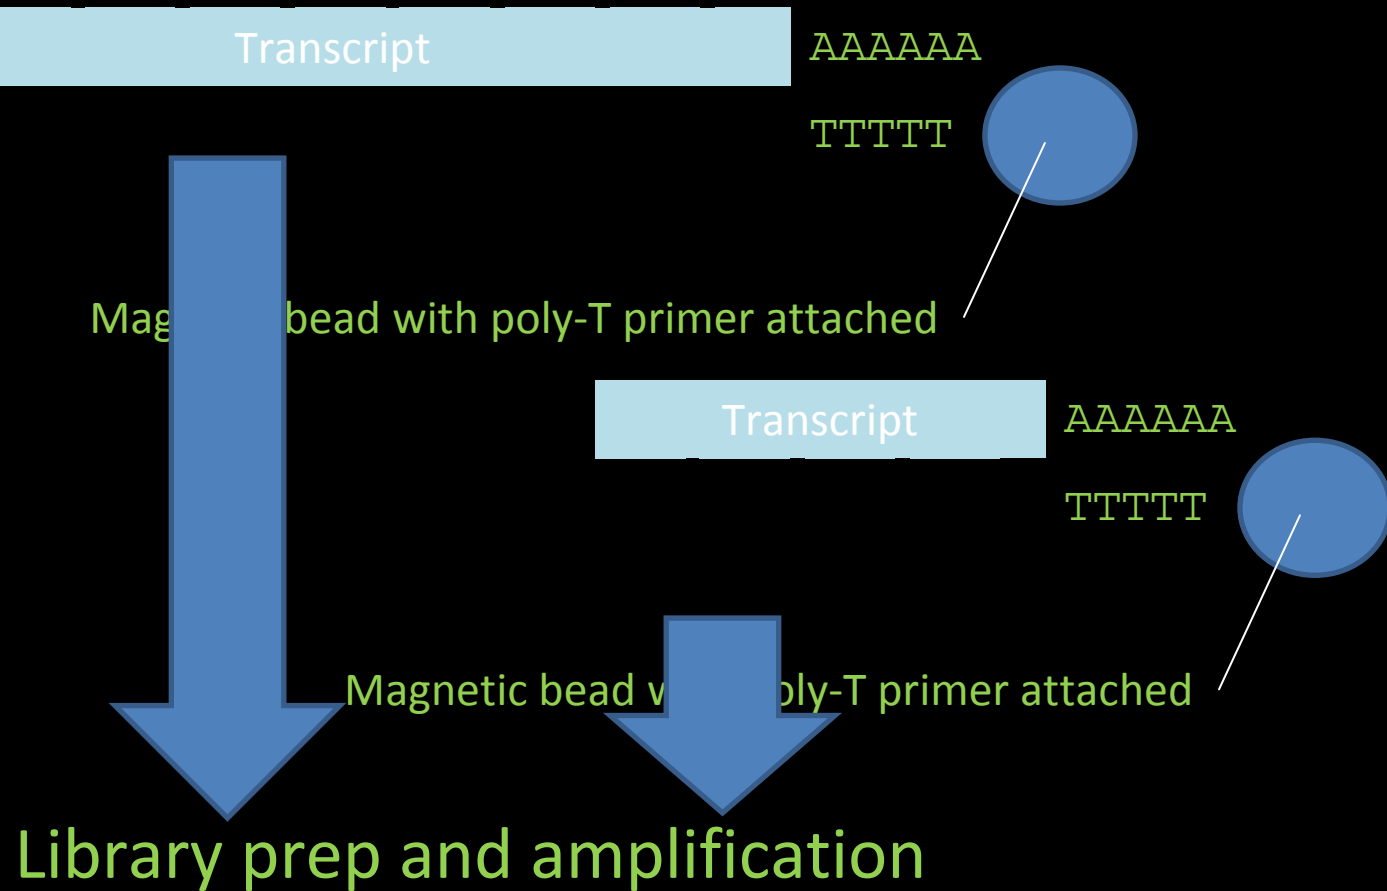 Transcript
AAAAAA
TTTTT
Mag bead with poly-T primer attached
Transcript
AAAAAA
TTTTT
Magnetic bead w oly-T primer attached
Library prep and amplification